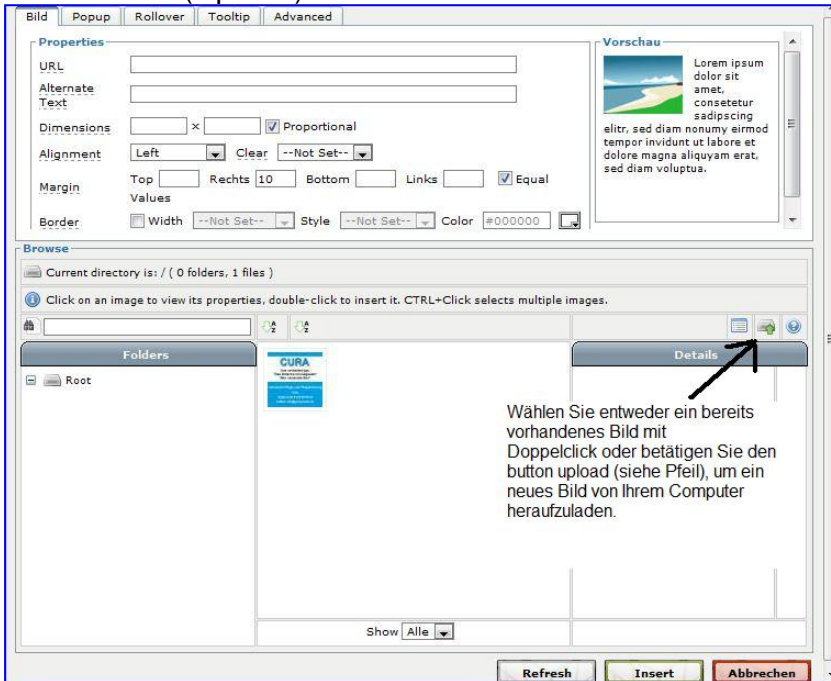 Bild Popup Rollover Tooltip Advanced
Properties
URL
Alternate
Text
Dimensions × Proportional
Alignment Left Clear --Not Set--
Margin Top Rechts 10 Bottom Links Equal
Values
Border Width --Not Set-- Style --Not Set-- Color #000000
Vorschau
Lorem ipsum
dolor sit
amet,
consetetur
sadipscing
elitr, sed diam nonumy eirmod
tempor invidunt ut labore et
dolore magna aliquyam erat,
sed diam voluptua.
Browse
Current directory is: / ( 0 folders, 1 files )
Click on an image to view its properties, double-click to insert it. CTRL+Click selects multiple images.
Folders
Details
Root
CURA
Wählen Sie entweder ein bereits
vorhandenes Bild mit
Doppelclick oder betätigen Sie den
button upload (siehe Pfeil), um ein
neues Bild von Ihrem Computer
heraufzuladen.
Show Alle
Refresh Insert Abbrechen